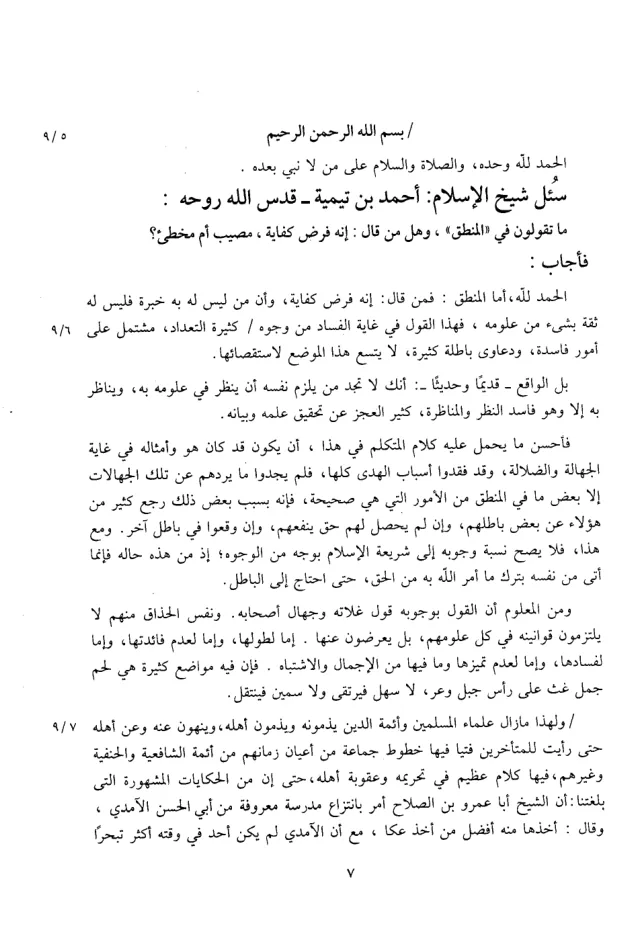 / بسم الله الرحمن الرحيم
٩/٥
الحمد للّه وحده، والصلاة والسلام على من لا نبي بعده .
سُئل شيخ الإسلام: أحمد بن تيمية ـ قدس الله روحه :
ما تقولون في «المنطق» ، وهل من قال : إنه فرض كفاية ، مصيب أم مخطئ؟
فأجاب :
الحمد للّه،أما المنطق : فمن قال: إنه فرض كفاية، وأن من ليس له به خبرة فليس له
ثقة بشىء من علومه ، فهذا القول في غاية الفساد من وجوه / كثيرة التعداد، مشتمل على
٩/٦
أمور فاسدة، ودعاوى باطلة كثيرة، لا يتسع هذا الموضع لاستقصائها.
بل الواقع ـ قديمًا وحديثًا ـ: أنك لا تجد من يلزم نفسه أن ينظر في علومه به، ويناظر
به إلا وهو فاسد النظر والمناظرة، كثير العجز عن تحقيق علمه وبيانه.
فأحسن ما يحمل عليه كلام المتكلم في هذا ، أن يكون قد كان هو وأمثاله في غاية
الجهالة والضلالة، وقد فقدوا أسباب الهدى كلها، فلم يجدوا ما يردهم عن تلك الجهالات
إلا بعض ما في المنطق من الأمور التي هي صحيحة، فإنه بسبب بعض ذلك رجع كثير من
هؤلاء عن بعض باطلهم، وإن لم يحصل لهم حق ينفعهم، وإن وقعوا في باطل آخر. ومع
هذا، فلا يصح نسبة وجوبه إلى شريعة الإسلام بوجه من الوجوه؛ إذ من هذه حاله فإنما
أتى من نفسه بترك ما أمر اللّه به من الحق، حتى احتاج إلى الباطل.
ومن المعلوم أن القول بوجوبه قول غلاته وجهال أصحابه. ونفس الحذاق منهم لا
يلتزمون قوانينه في كل علومهم، بل يعرضون عنها . إما لطولها، وإما لعدم فائدتها، وإما
لفسادها، وإما لعدم تميزها وما فيها من الإجمال والاشتباه . فإن فيه مواضع كثيرة هي لحم
جمل غث على رأس جبل وعر، لا سهل فيرتقى ولا سمين فينتقل.
/ ولهذا مازال علماء المسلمين وأئمة الدين يذمونه ويذمون أهله،وينهون عنه وعن أهله
٩/٧
حتى رأيت للمتأخرين فتيا فيها خطوط جماعة من أعيان زمانهم من أئمة الشافعية والحنفية
وغيرهم،فيها كلام عظيم في تحريمه وعقوبة أهله،حتى إن من الحكايات المشهورة التى
بلغتنا:أن الشيخ أبا عمرو بن الصلاح أمر بانتزاع مدرسة معروفة من أبي الحسن الآمدي ،
وقال : أخذها منه أفضل من أخذ عكا ، مع أن الآمدي لم يكن أحد في وقته أكثر تبحرًا
٧